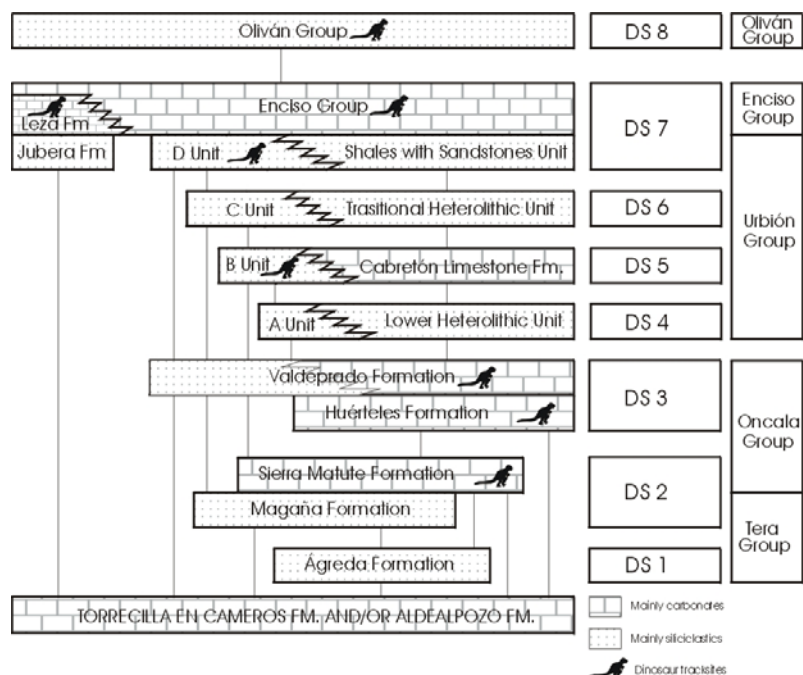 Oliván Group DS 8 Oliván
Group
Enciso Group
Leza Fm
DS 7
Enciso
Group
Jubera Fm D Unit Shales with Sandstones Unit
C Unit Trasitional Heterolithic Unit DS 6
Urbión
Group
B Unit Cabretón Limestone Fm. DS 5
A Unit Lower Heterolithic Unit DS 4
Valdeprado Formation
DS 3
Huérteles Formation
Oncala
Group
Sierra Matute Formation
DS 2
Magaña Formation
Tera
Group
Ágreda Formation DS 1
TORRECILLA EN CAMEROS FM. AND/OR ALDEALPOZO FM.
Mainly carbonates
Mainly siliciclastics
Dinosaur tracksites